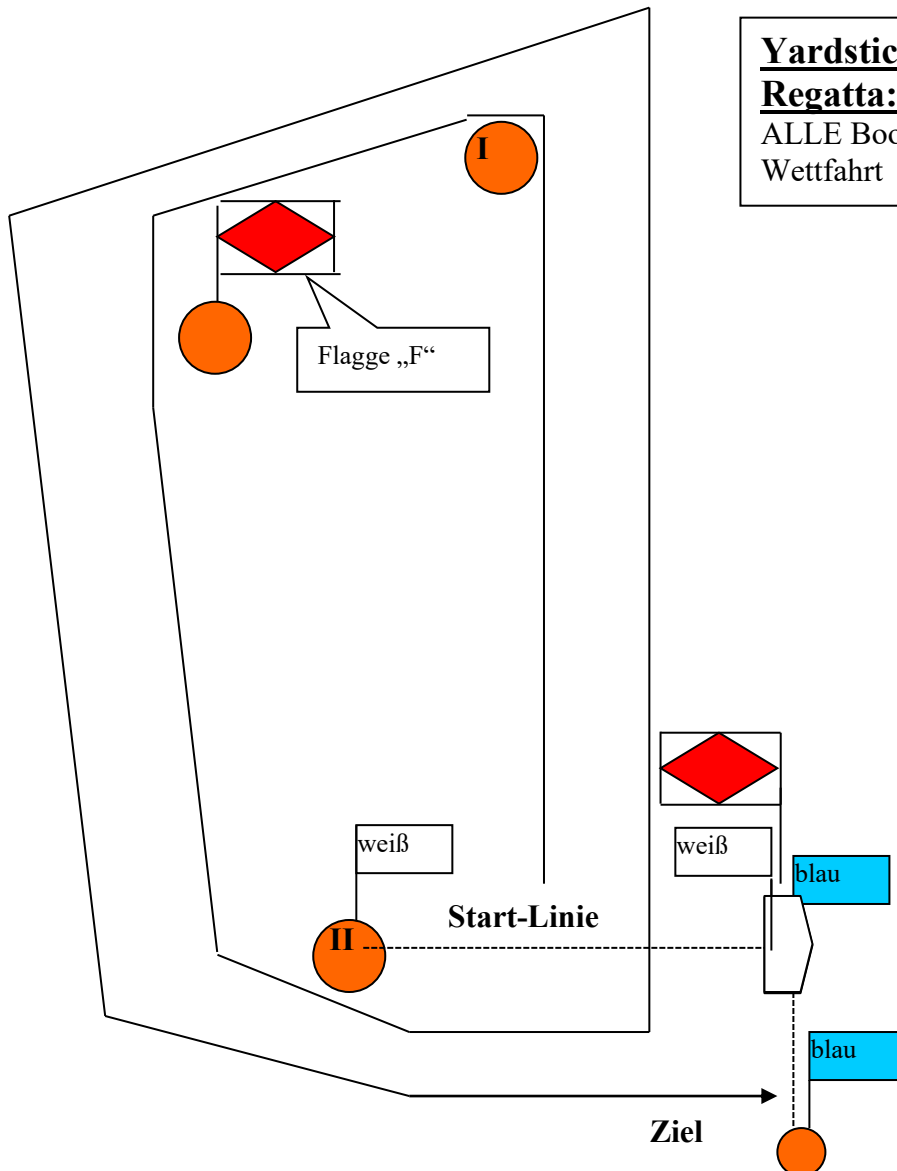 Yardstic
Regatta:
ALLE Boo
Wettfahrt
I
Flagge „F“
weiß
weiß
blau
Start-Linie
II
blau
Ziel